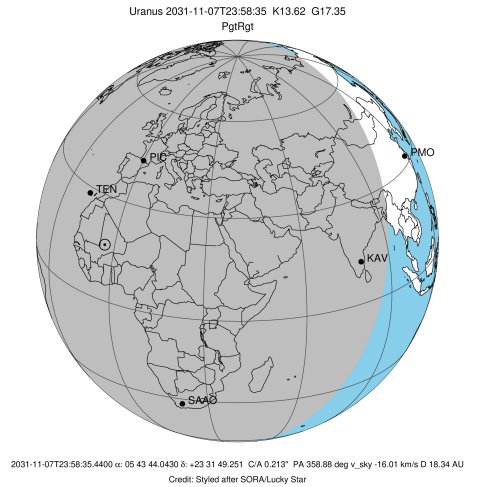 Uranus 2031-11-07T23:58:35 K13.62 G17.35
PgtRgt
PMO
PIC
TEN
KAV
SAAO
2031-11-07T23:58:35.4400 α: 05 43 44.0430 δ: +23 31 49.251 C/A 0.213" PA 358.88 deg v_sky -16.01 km/s D 18.34 AU
Credit: Styled after SORA/Lucky Star